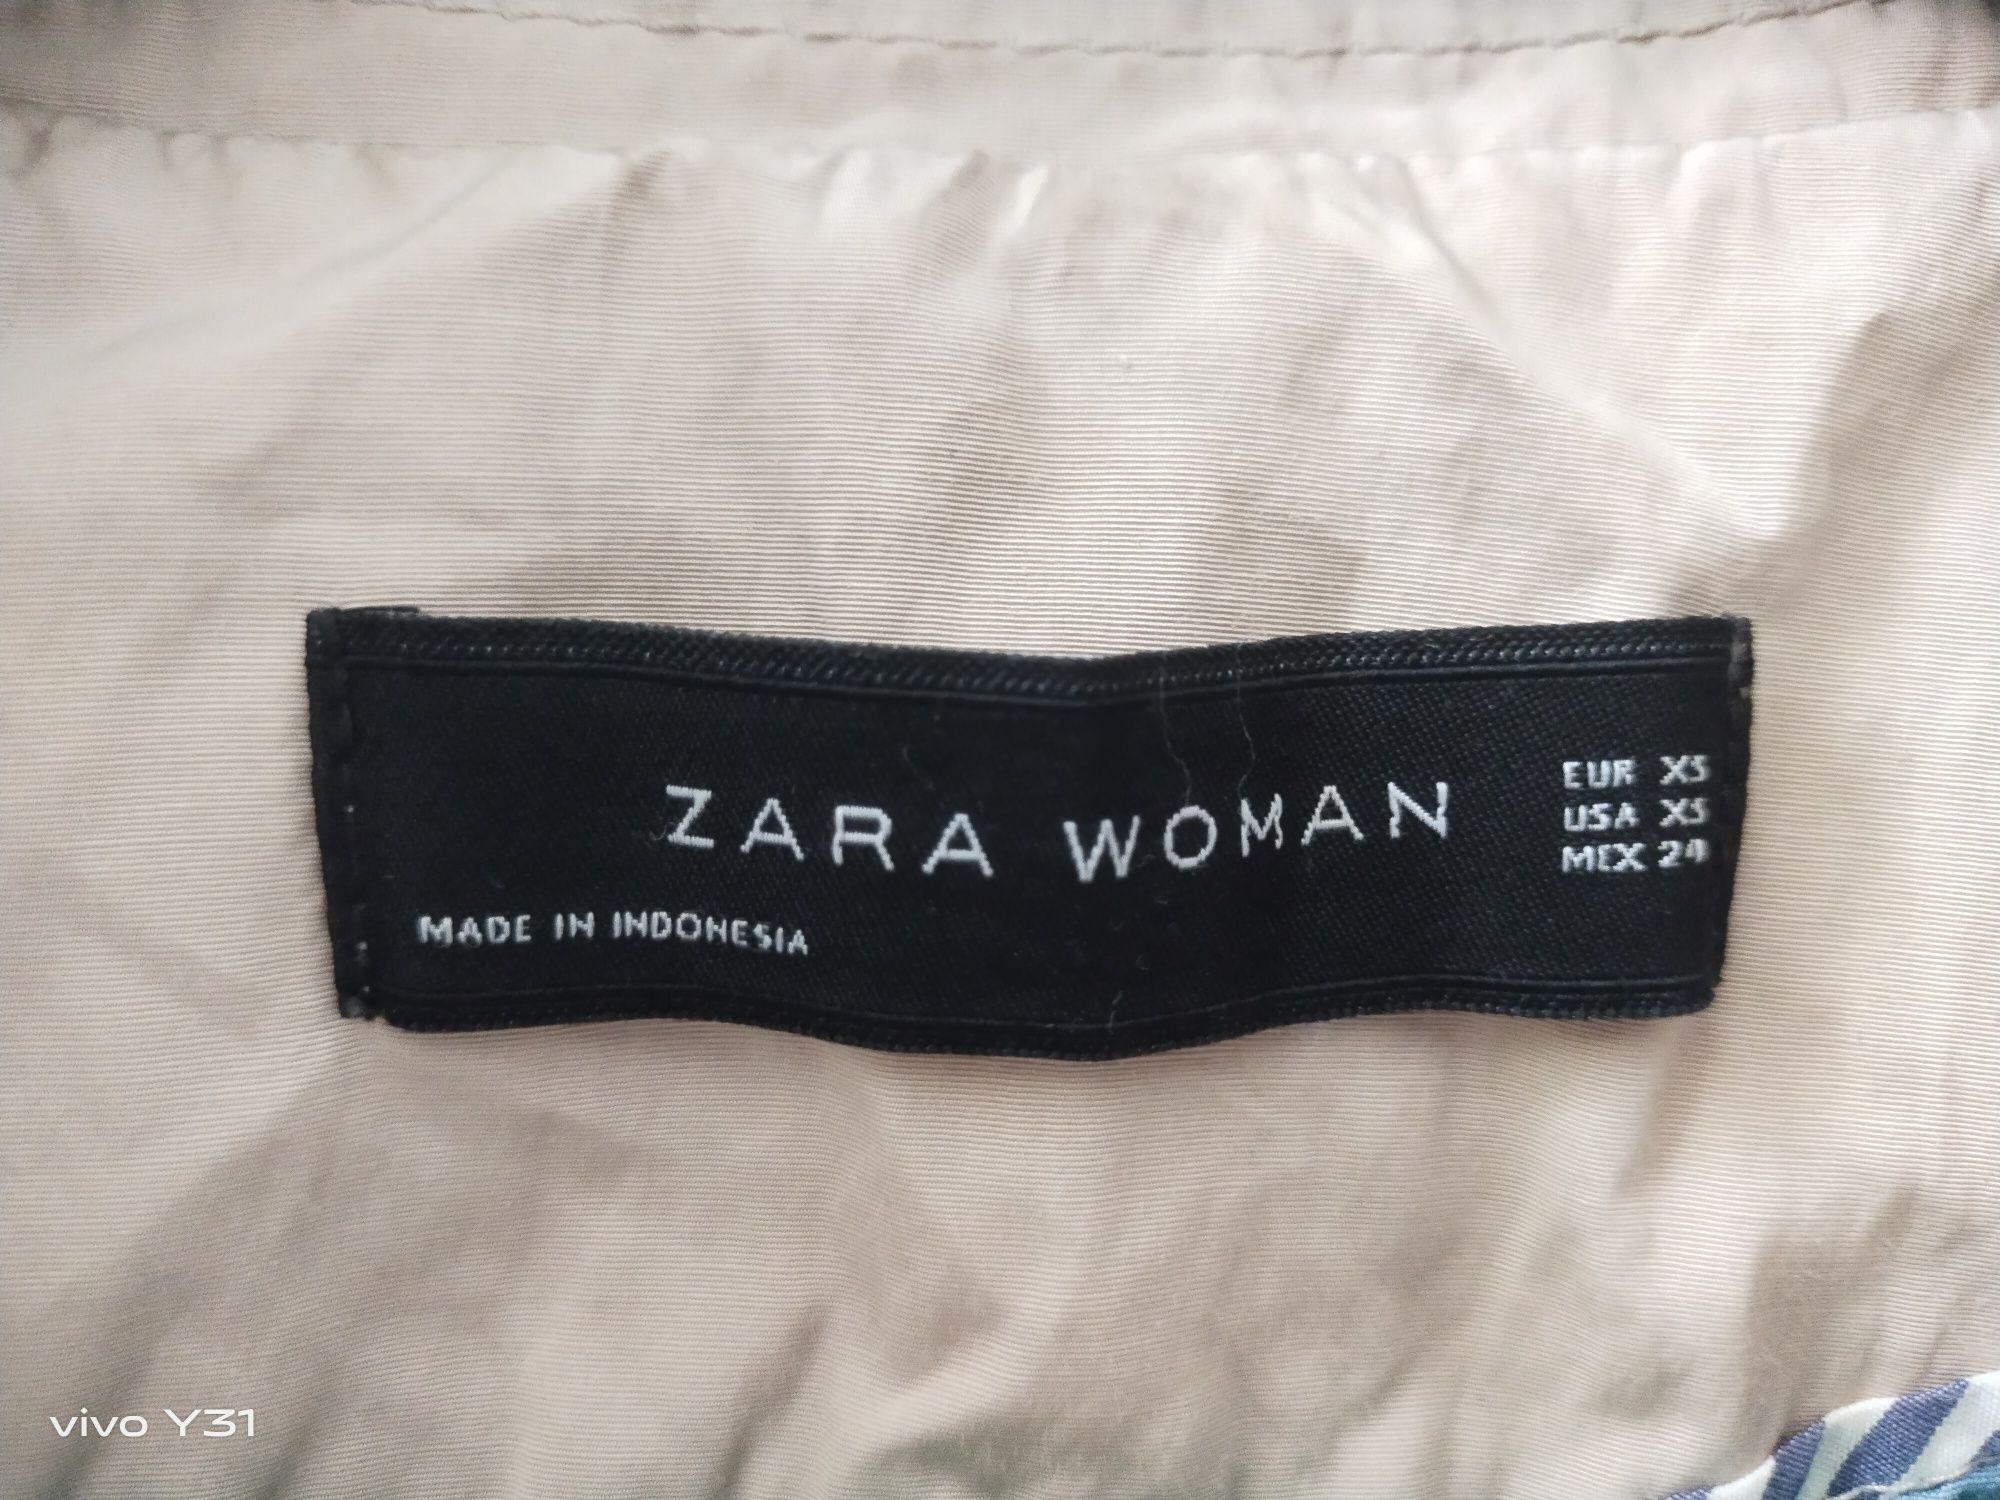 ZARA WOMAN
EUR XS
USA XS
MEX 24
MADE IN INDONESIA
vivo Y31